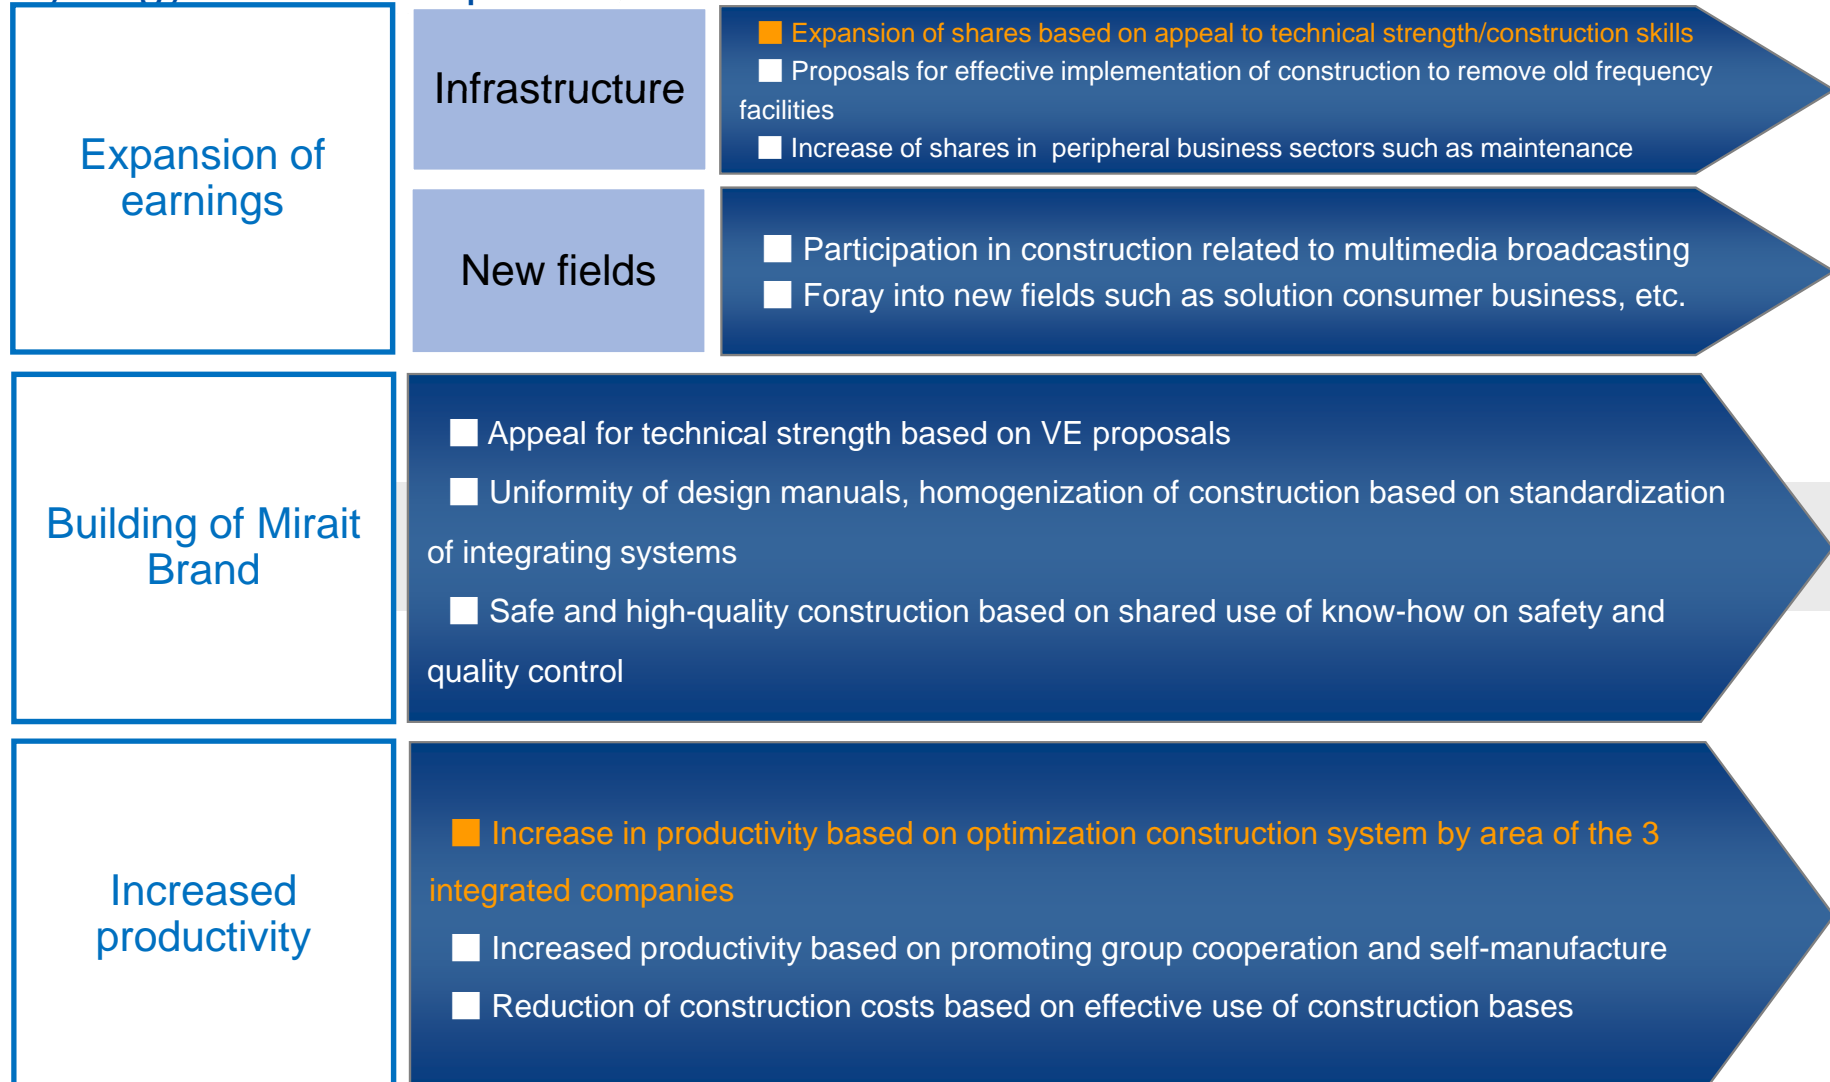 Expansion of
earnings
Infrastructure
■ Expansion of shares based on appeal to technical strength/construction skills
■ Proposals for effective implementation of construction to remove old frequency
facilities
■ Increase of shares in peripheral business sectors such as maintenance
New fields
■ Participation in construction related to multimedia broadcasting
■ Foray into new fields such as solution consumer business, etc.
Building of Mirait
Brand
■ Appeal for technical strength based on VE proposals
■ Uniformity of design manuals, homogenization of construction based on standardization
of integrating systems
■ Safe and high-quality construction based on shared use of know-how on safety and
quality control
Increased
productivity
■ Increase in productivity based on optimization construction system by area of the 3
integrated companies
■ Increased productivity based on promoting group cooperation and self-manufacture
■ Reduction of construction costs based on effective use of construction bases